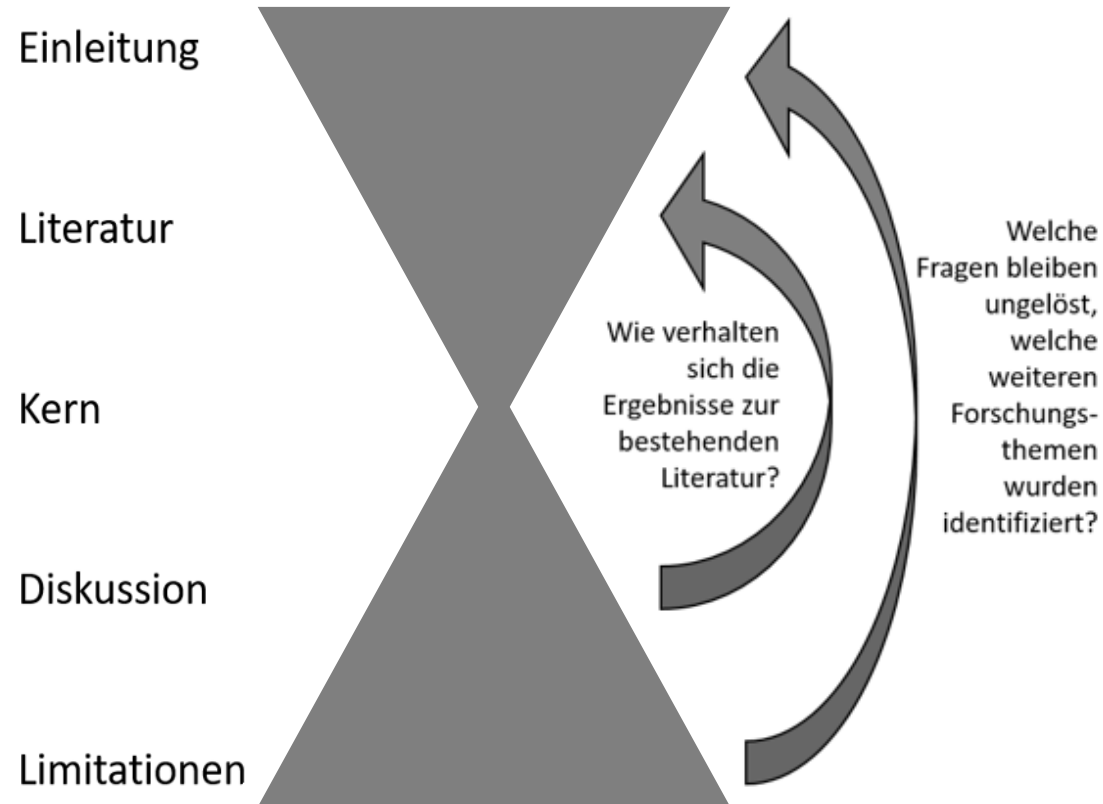 Einleitung
Literatur
Kern
Diskussion
Limitationen
Wie verhalten
sich die
Ergebnisse zur
bestehenden
Literatur?
Welche
Fragen bleiben
ungelöst,
welche
weiteren
Forschungs-
themen
wurden
identifiziert?